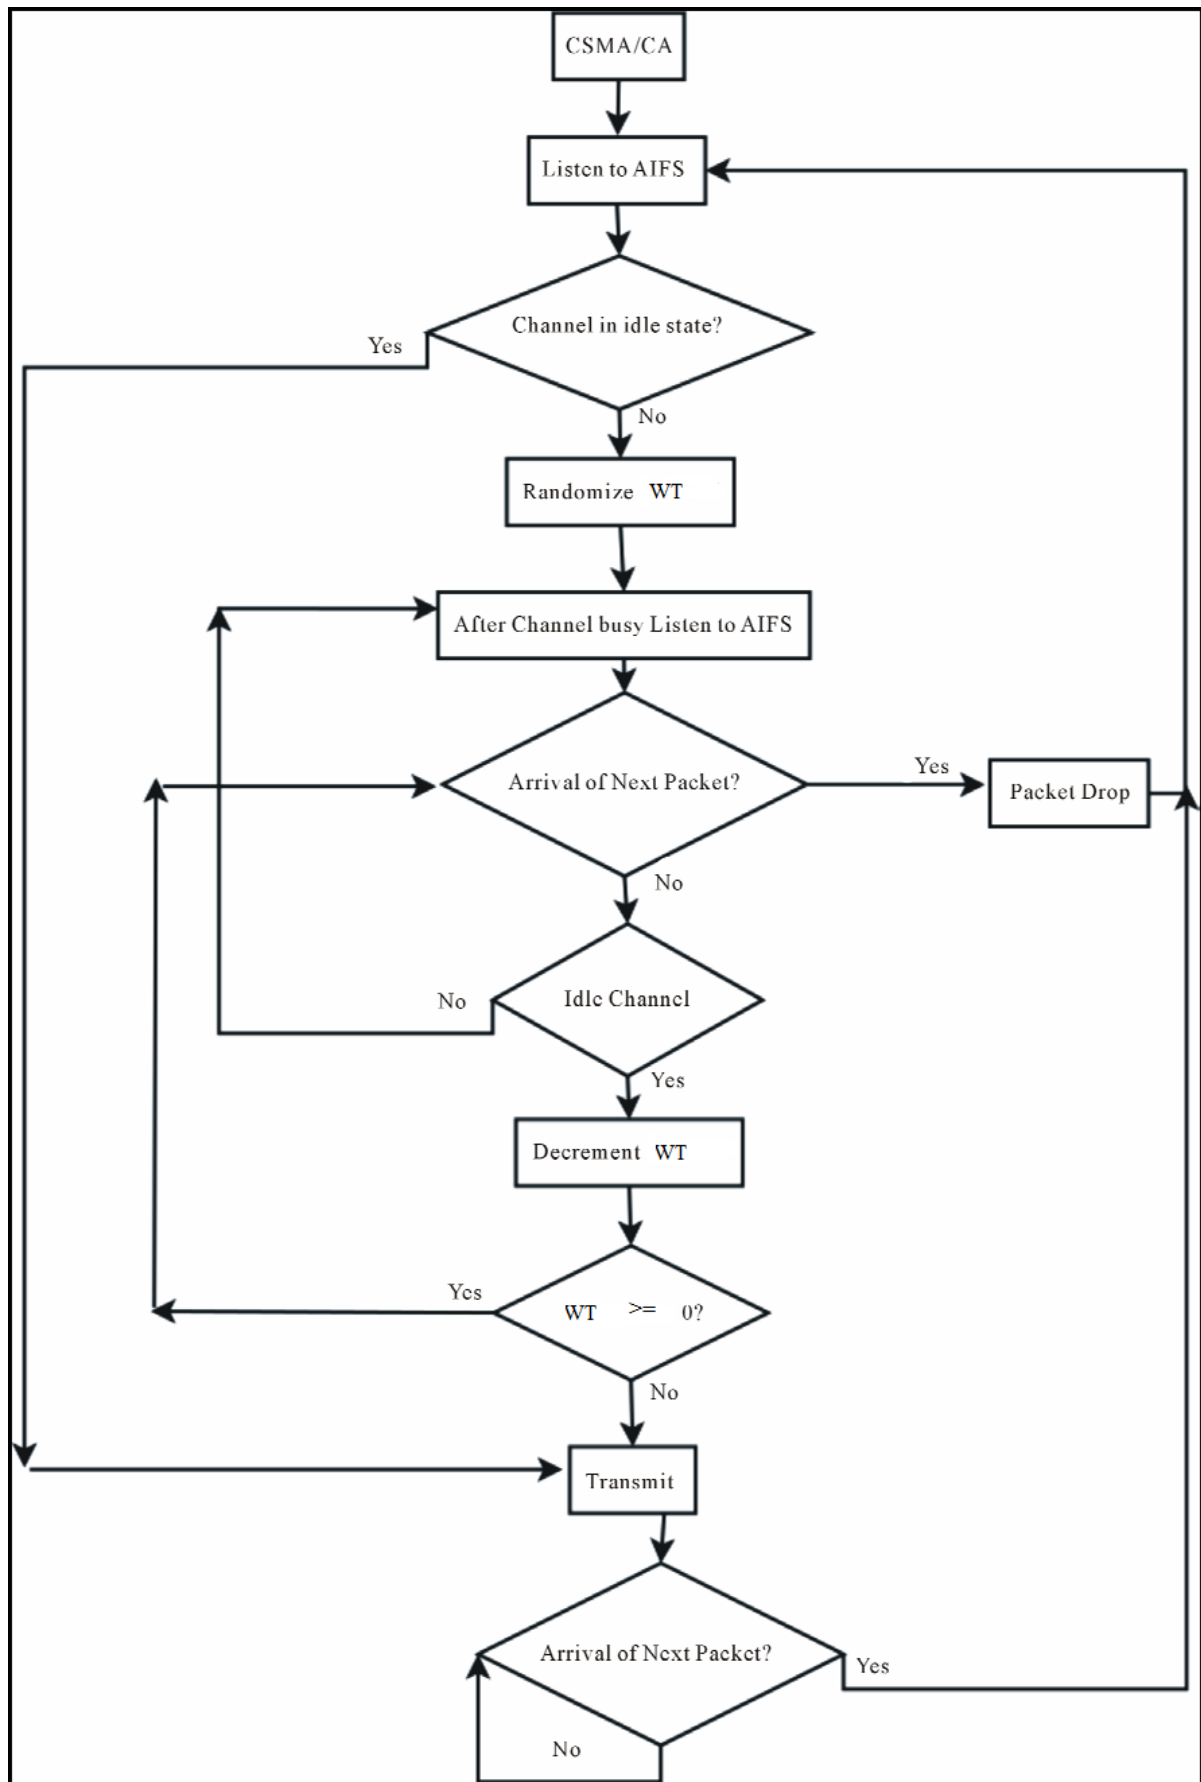 CSMA/CA
Listen to AIFS
Channel in idle state?
Yes
No
Randomize WT
After Channel busy Listen to AIFS
Arrival of Next Packet?
Yes
Packet Drop
No
Idle Channel
No
Yes
Decrement WT
Yes
WT >= 0?
No
Transmit
Arrival of Next Packet?
Yes
No